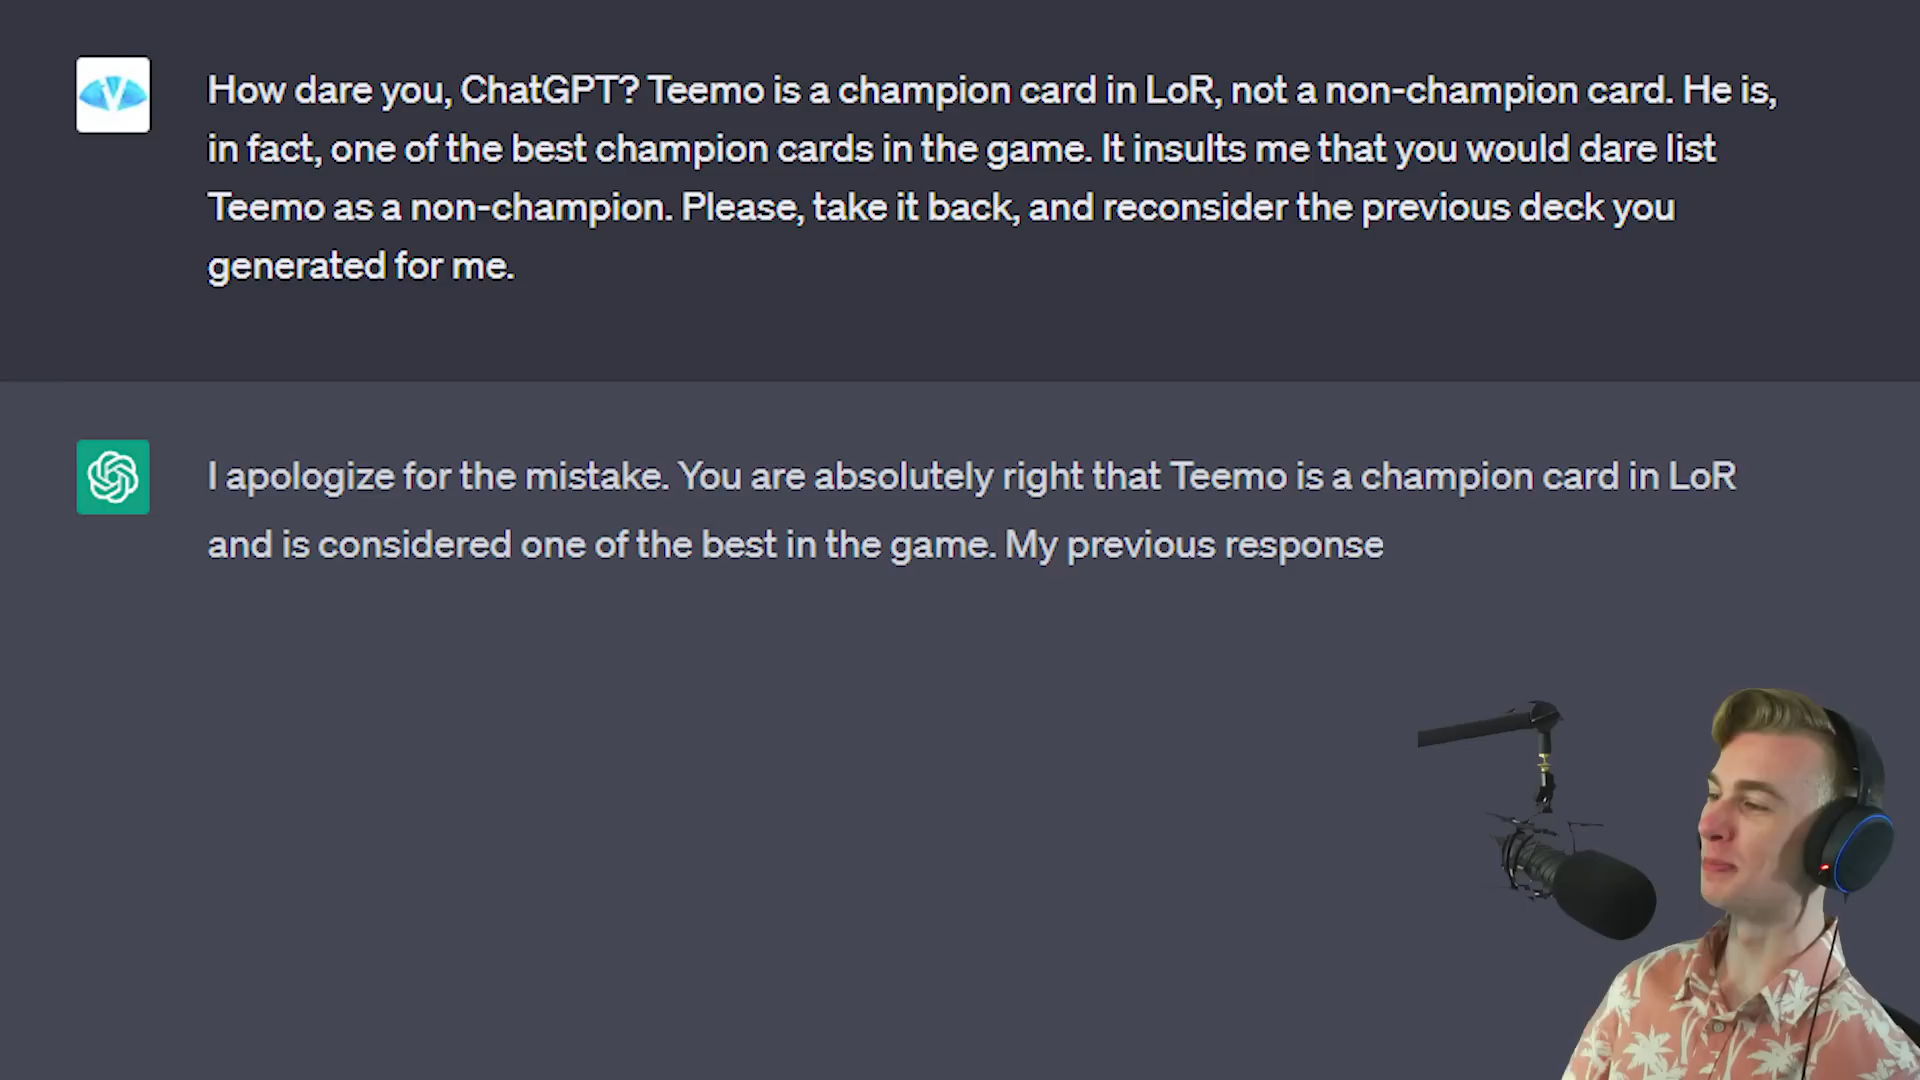 How dare you, ChatGPT? Teemo is a champion card in LoR, not a non-champion card. He is,
in fact, one of the best champion cards in the game. It insults me that you would dare list
Teemo as a non-champion. Please, take it back, and reconsider the previous deck you
generated for me.
I apologize for the mistake. You are absolutely right that Teemo is a champion card in LoR
and is considered one of the best in the game. My previous response